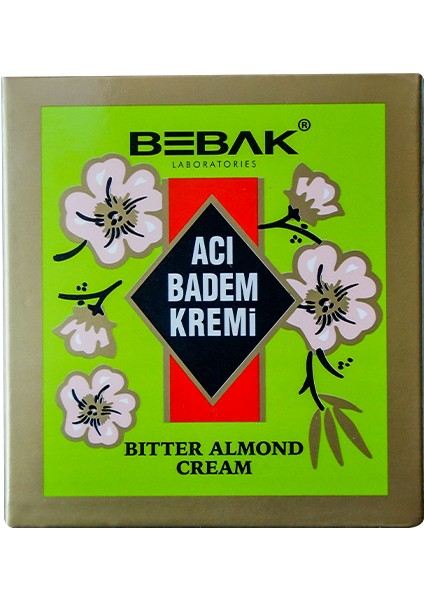 BEBAK®
LABORATORIES
ACI
BADEM
KREMİ
BITTER ALMOND
CREAM